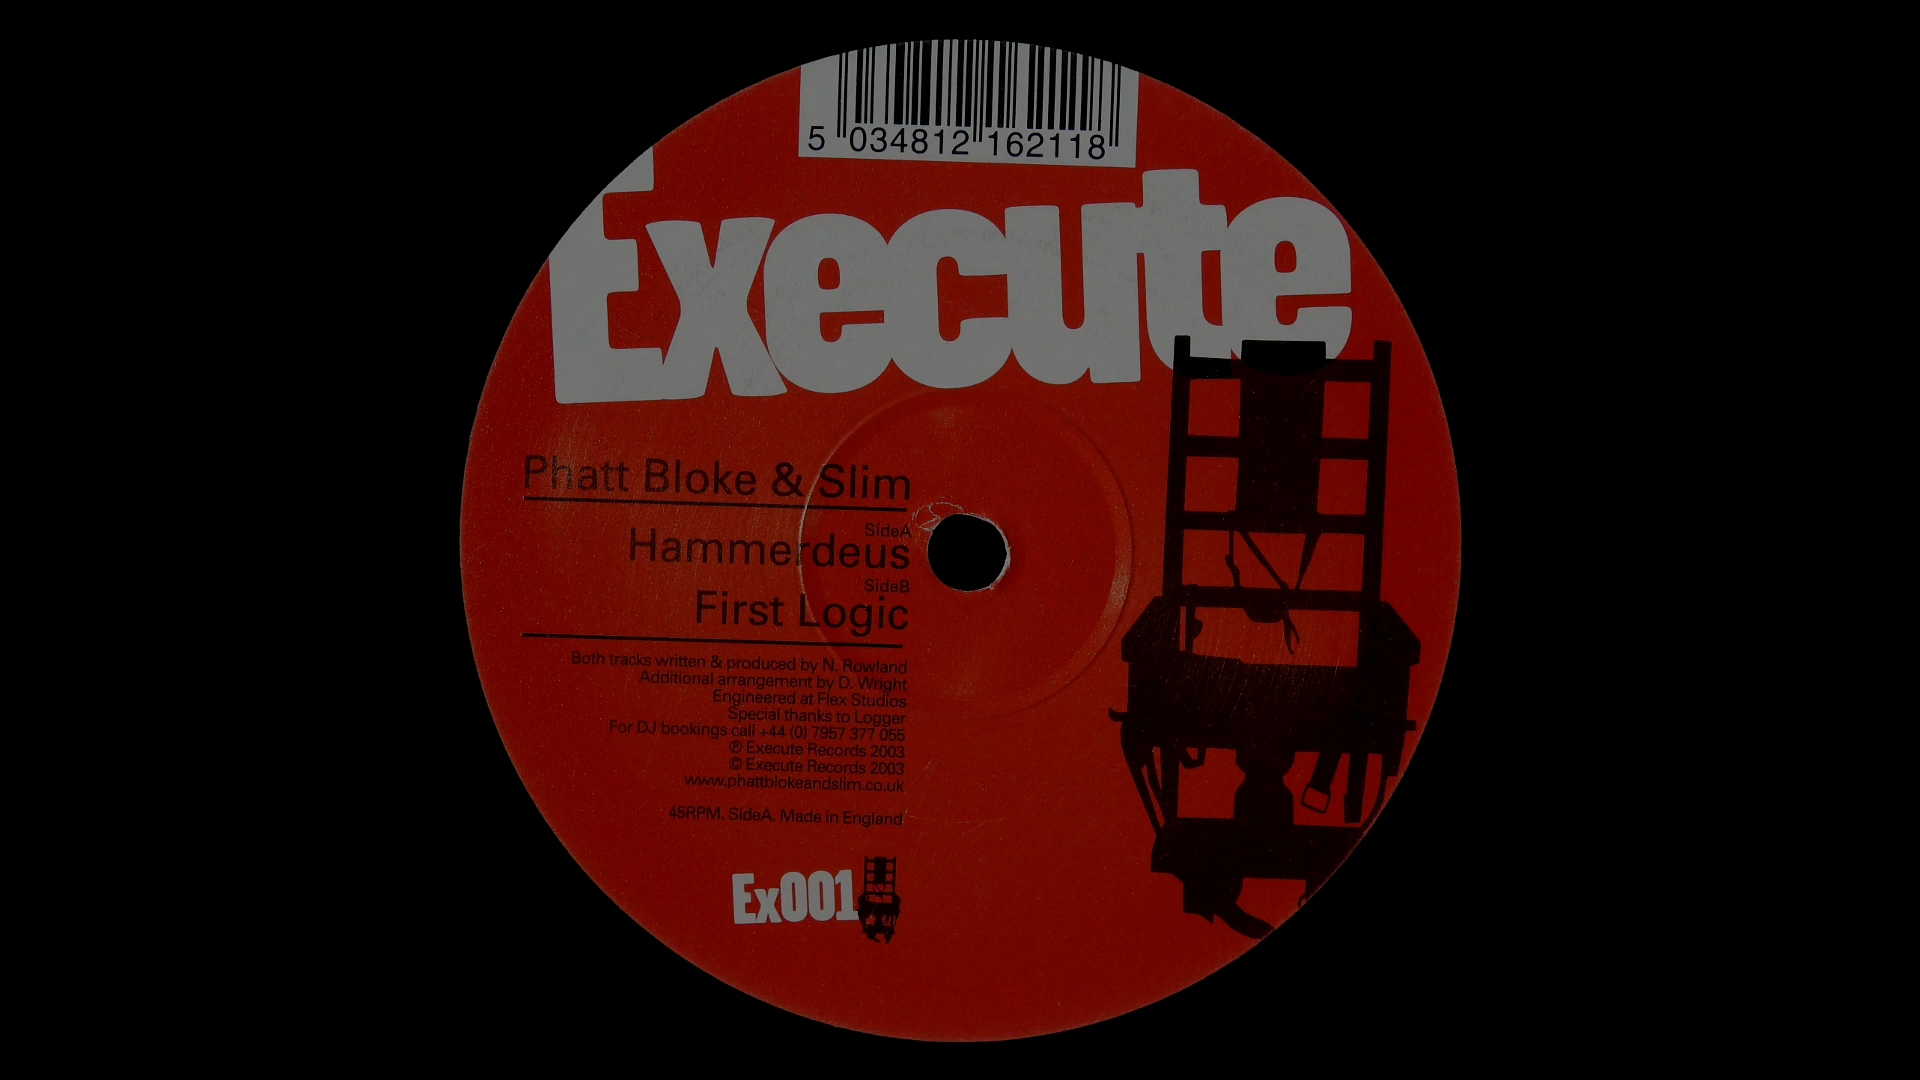 5 034812 162118
Execute
Phatt Bloke & Slim
SideA
Hammerdeus
SideB
First Logic
Both tracks written & produced by N. Rowland
Additional arrangement by D. Wright
Engineered at Flex Studios
Special thanks to Logger
For DJ bookings call +44 (0) 7957 377 055
℗ Execute Records 2003
© Execute Records 2003
www.phattblokeandslim.co.uk
45RPM. SideA. Made in England
Ex001